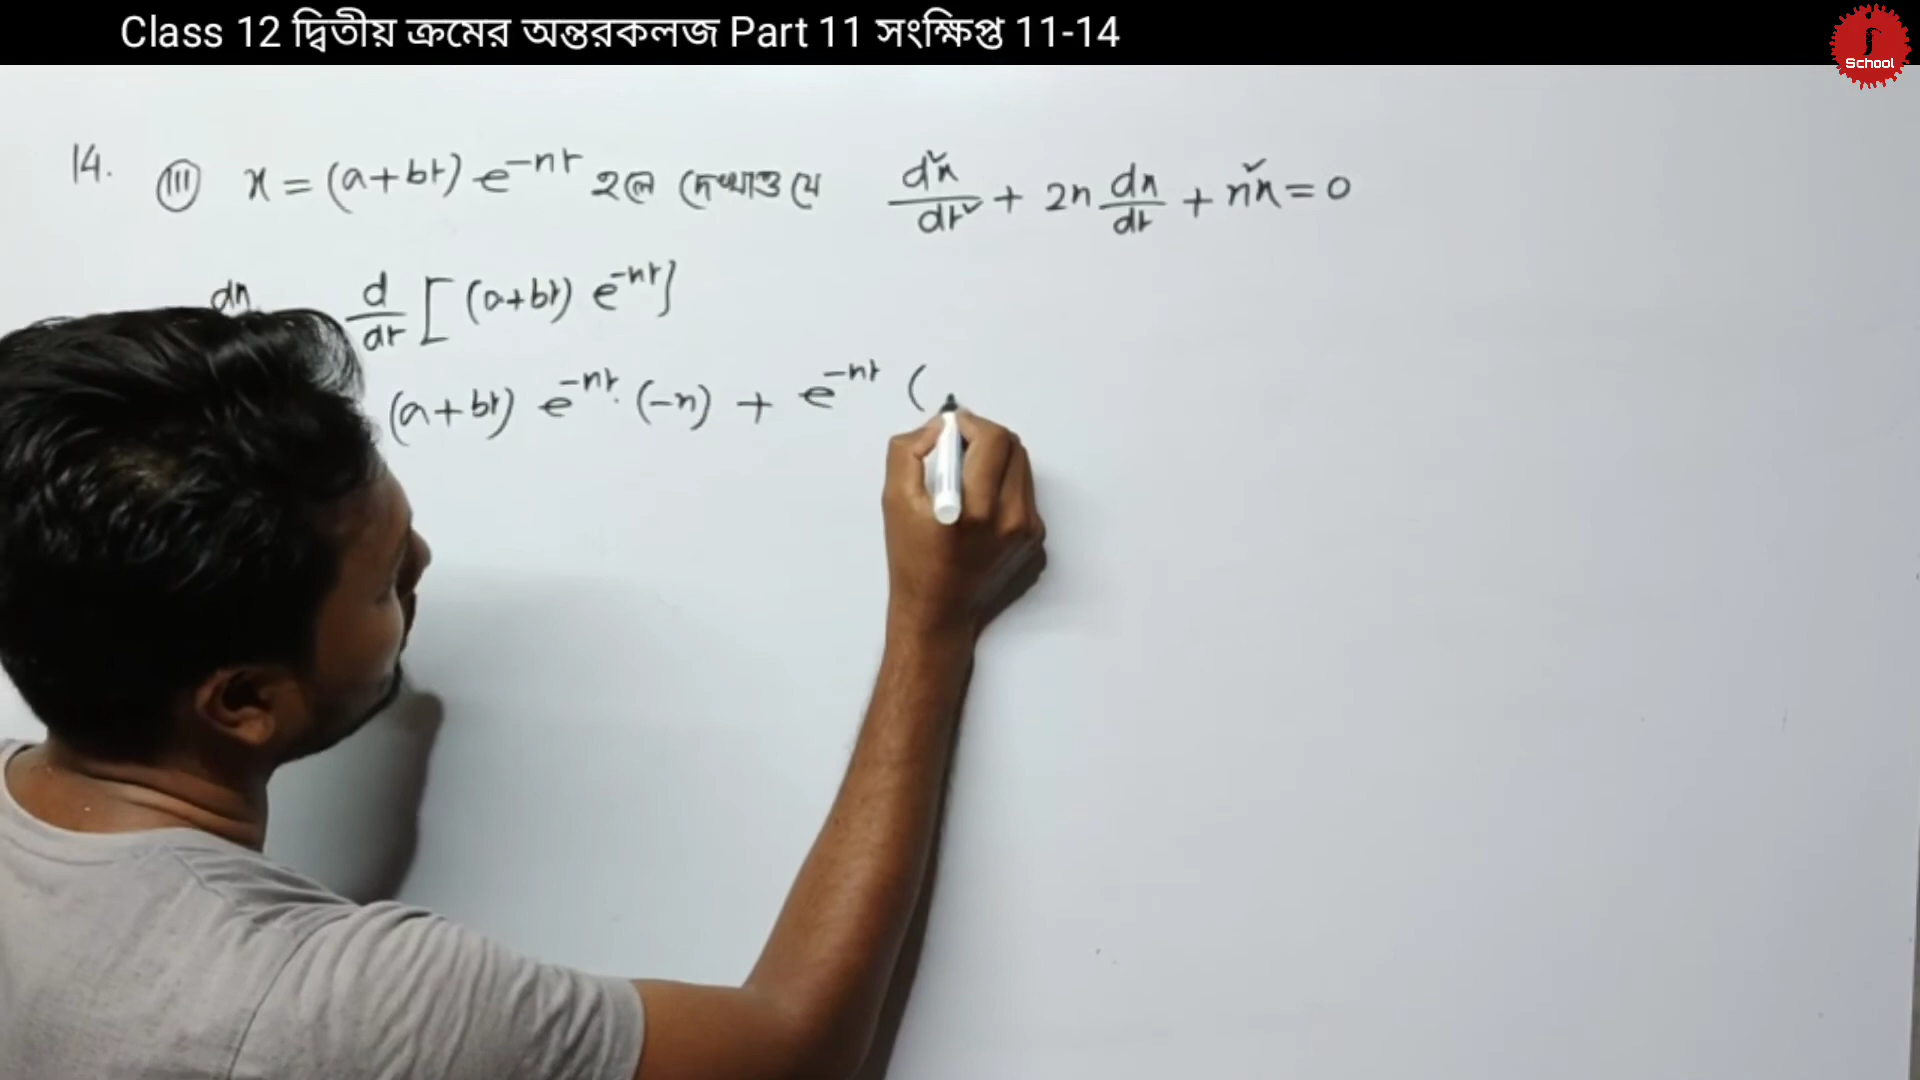 Class 12 দ্বিতীয় ক্রমের অন্তরকলজ Part 11 সংক্ষিপ্ত 11-14
School
14. (III) x = (a+bt) e^{-nt} হলে দেখাও যে d²x/dt² + 2n dx/dt + n²x = 0
dx d/dt [(a+bt) e^{-nt}]
(a+bt) e^{-nt}. (-n) + e^{-nt} (